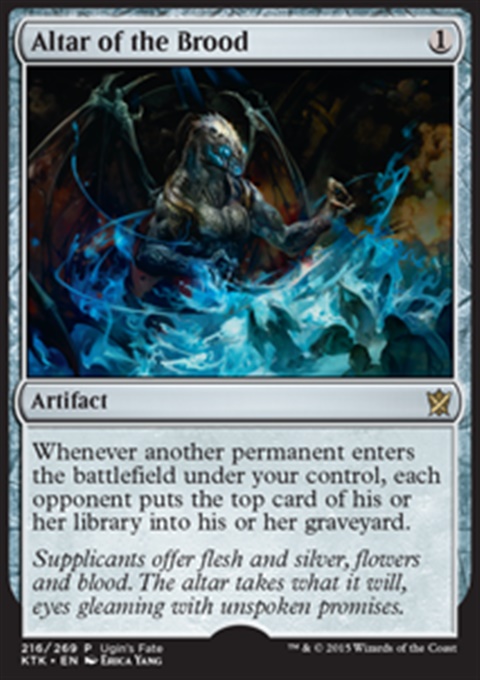 Altar of the Brood 1
Artifact
Whenever another permanent enters
the battlefield under your control, each
opponent puts the top card of his or
her library into his or her graveyard.
Supplicants offer flesh and silver, flowers
and blood. The altar takes what it will,
eyes gleaming with unspoken promises.
216/269 P Ugin's Fate ™ & © 2015 Wizards of the Coast
KTK • EN Erica Yang